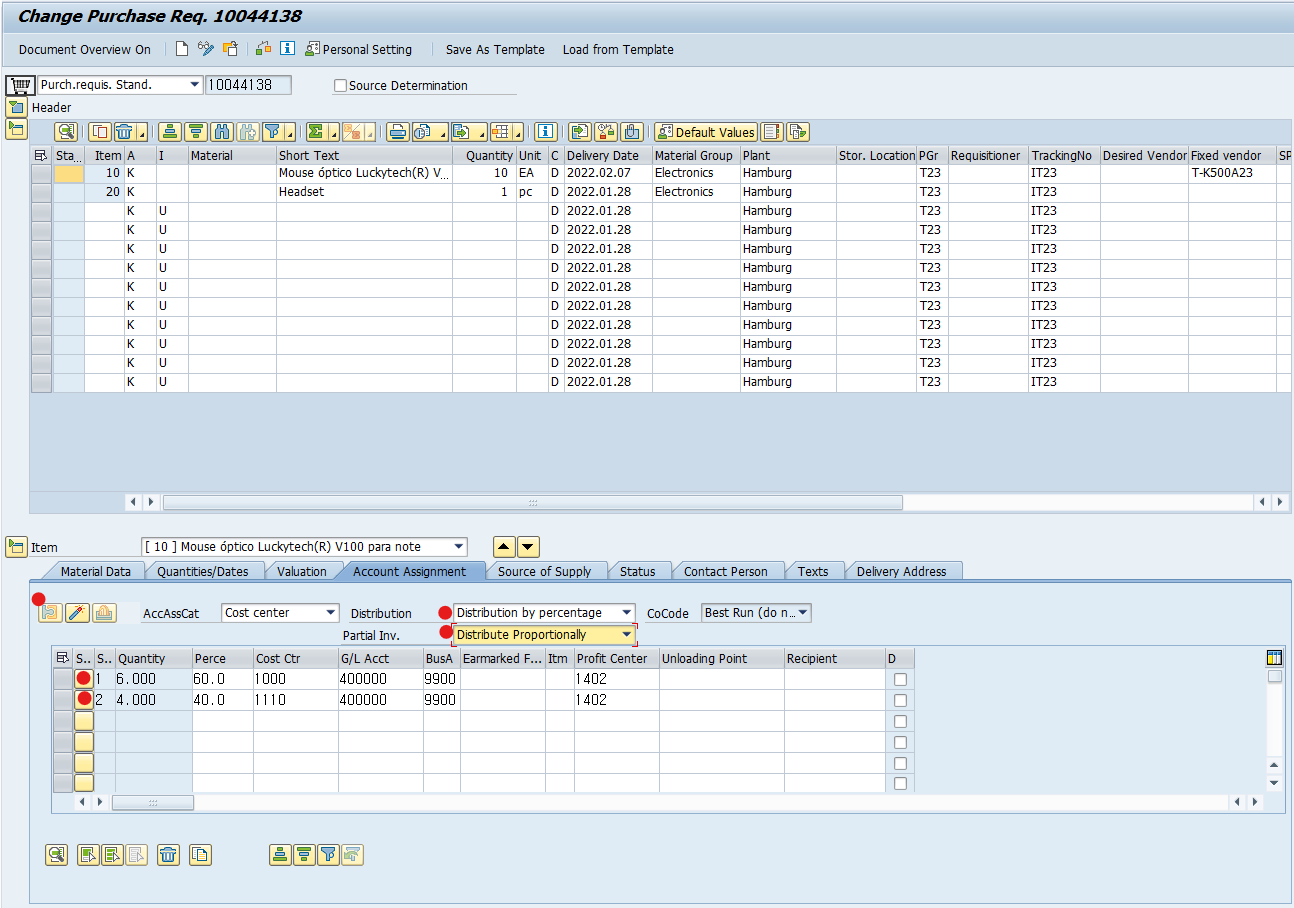 Change Purchase Req. 10044138
Document Overview On Personal Setting Save As Template Load from Template
Purch.requis. Stand. 10044138 Source Determination
Header
Default Values
Sta... Item A I Material Short Text Quantity Unit C Delivery Date Material Group Plant Stor. Location PGr Requisitioner TrackingNo Desired Vendor Fixed vendor SP
10 K Mouse óptico Luckytech(R) V... 10 EA D 2022.02.07 Electronics Hamburg T23 IT23 T-K500A23
20 K Headset 1 pc D 2022.01.28 Electronics Hamburg T23 IT23
K U D 2022.01.28 Hamburg T23 IT23
K U D 2022.01.28 Hamburg T23 IT23
K U D 2022.01.28 Hamburg T23 IT23
K U D 2022.01.28 Hamburg T23 IT23
K U D 2022.01.28 Hamburg T23 IT23
K U D 2022.01.28 Hamburg T23 IT23
K U D 2022.01.28 Hamburg T23 IT23
K U D 2022.01.28 Hamburg T23 IT23
K U D 2022.01.28 Hamburg T23 IT23
K U D 2022.01.28 Hamburg T23 IT23
Item [ 10 ] Mouse óptico Luckytech(R) V100 para note
Material Data Quantities/Dates Valuation Account Assignment Source of Supply Status Contact Person Texts Delivery Address
AccAssCat Cost center Distribution Distribution by percentage CoCode Best Run (do n...
Partial Inv. Distribute Proportionally
S.. S.. Quantity Perce Cost Ctr G/L Acct BusA Earmarked F... Itm Profit Center Unloading Point Recipient D
1 6.000 60.0 1000 400000 9900 1402
2 4.000 40.0 1110 400000 9900 1402